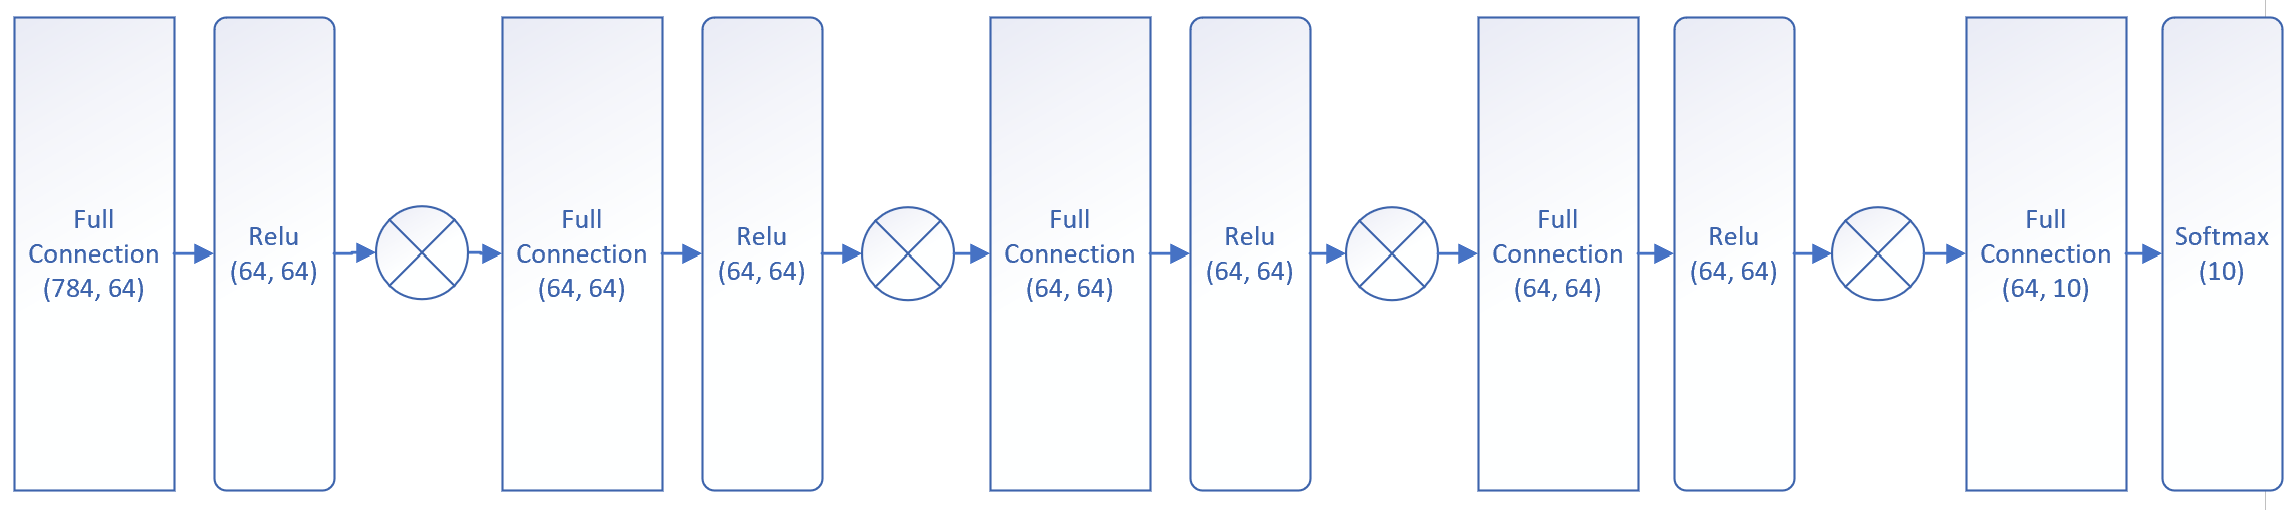 Full
Connection
(784, 64)
Relu
(64, 64)
Full
Connection
(64, 64)
Relu
(64, 64)
Full
Connection
(64, 64)
Relu
(64, 64)
Full
Connection
(64, 64)
Relu
(64, 64)
Full
Connection
(64, 10)
Softmax
(10)